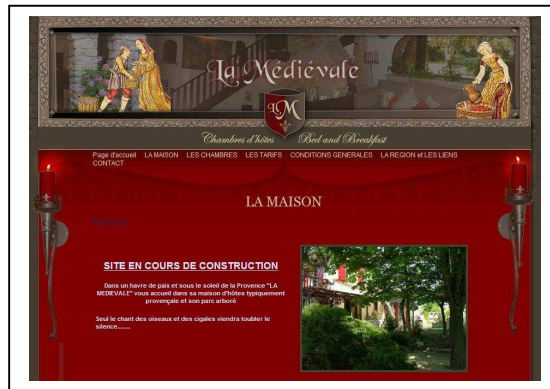 La Médiévale
LM
Chambres d'hôtes Bed and Breakfast
Page d'accueil LA MAISON LES CHAMBRES LES TARIFS CONDITIONS GENERALES LA REGION et LES LIENS
CONTACT
LA MAISON
SITE EN COURS DE CONSTRUCTION
Dans un havre de paix et sous le soleil de la Provence "LA
MEDIEVALE" vous accueil dans sa maison d'hôtes typiquement
provençale et son parc arboré
Seul le chant des oiseaux et des cigales viendra toubler le
silence.......